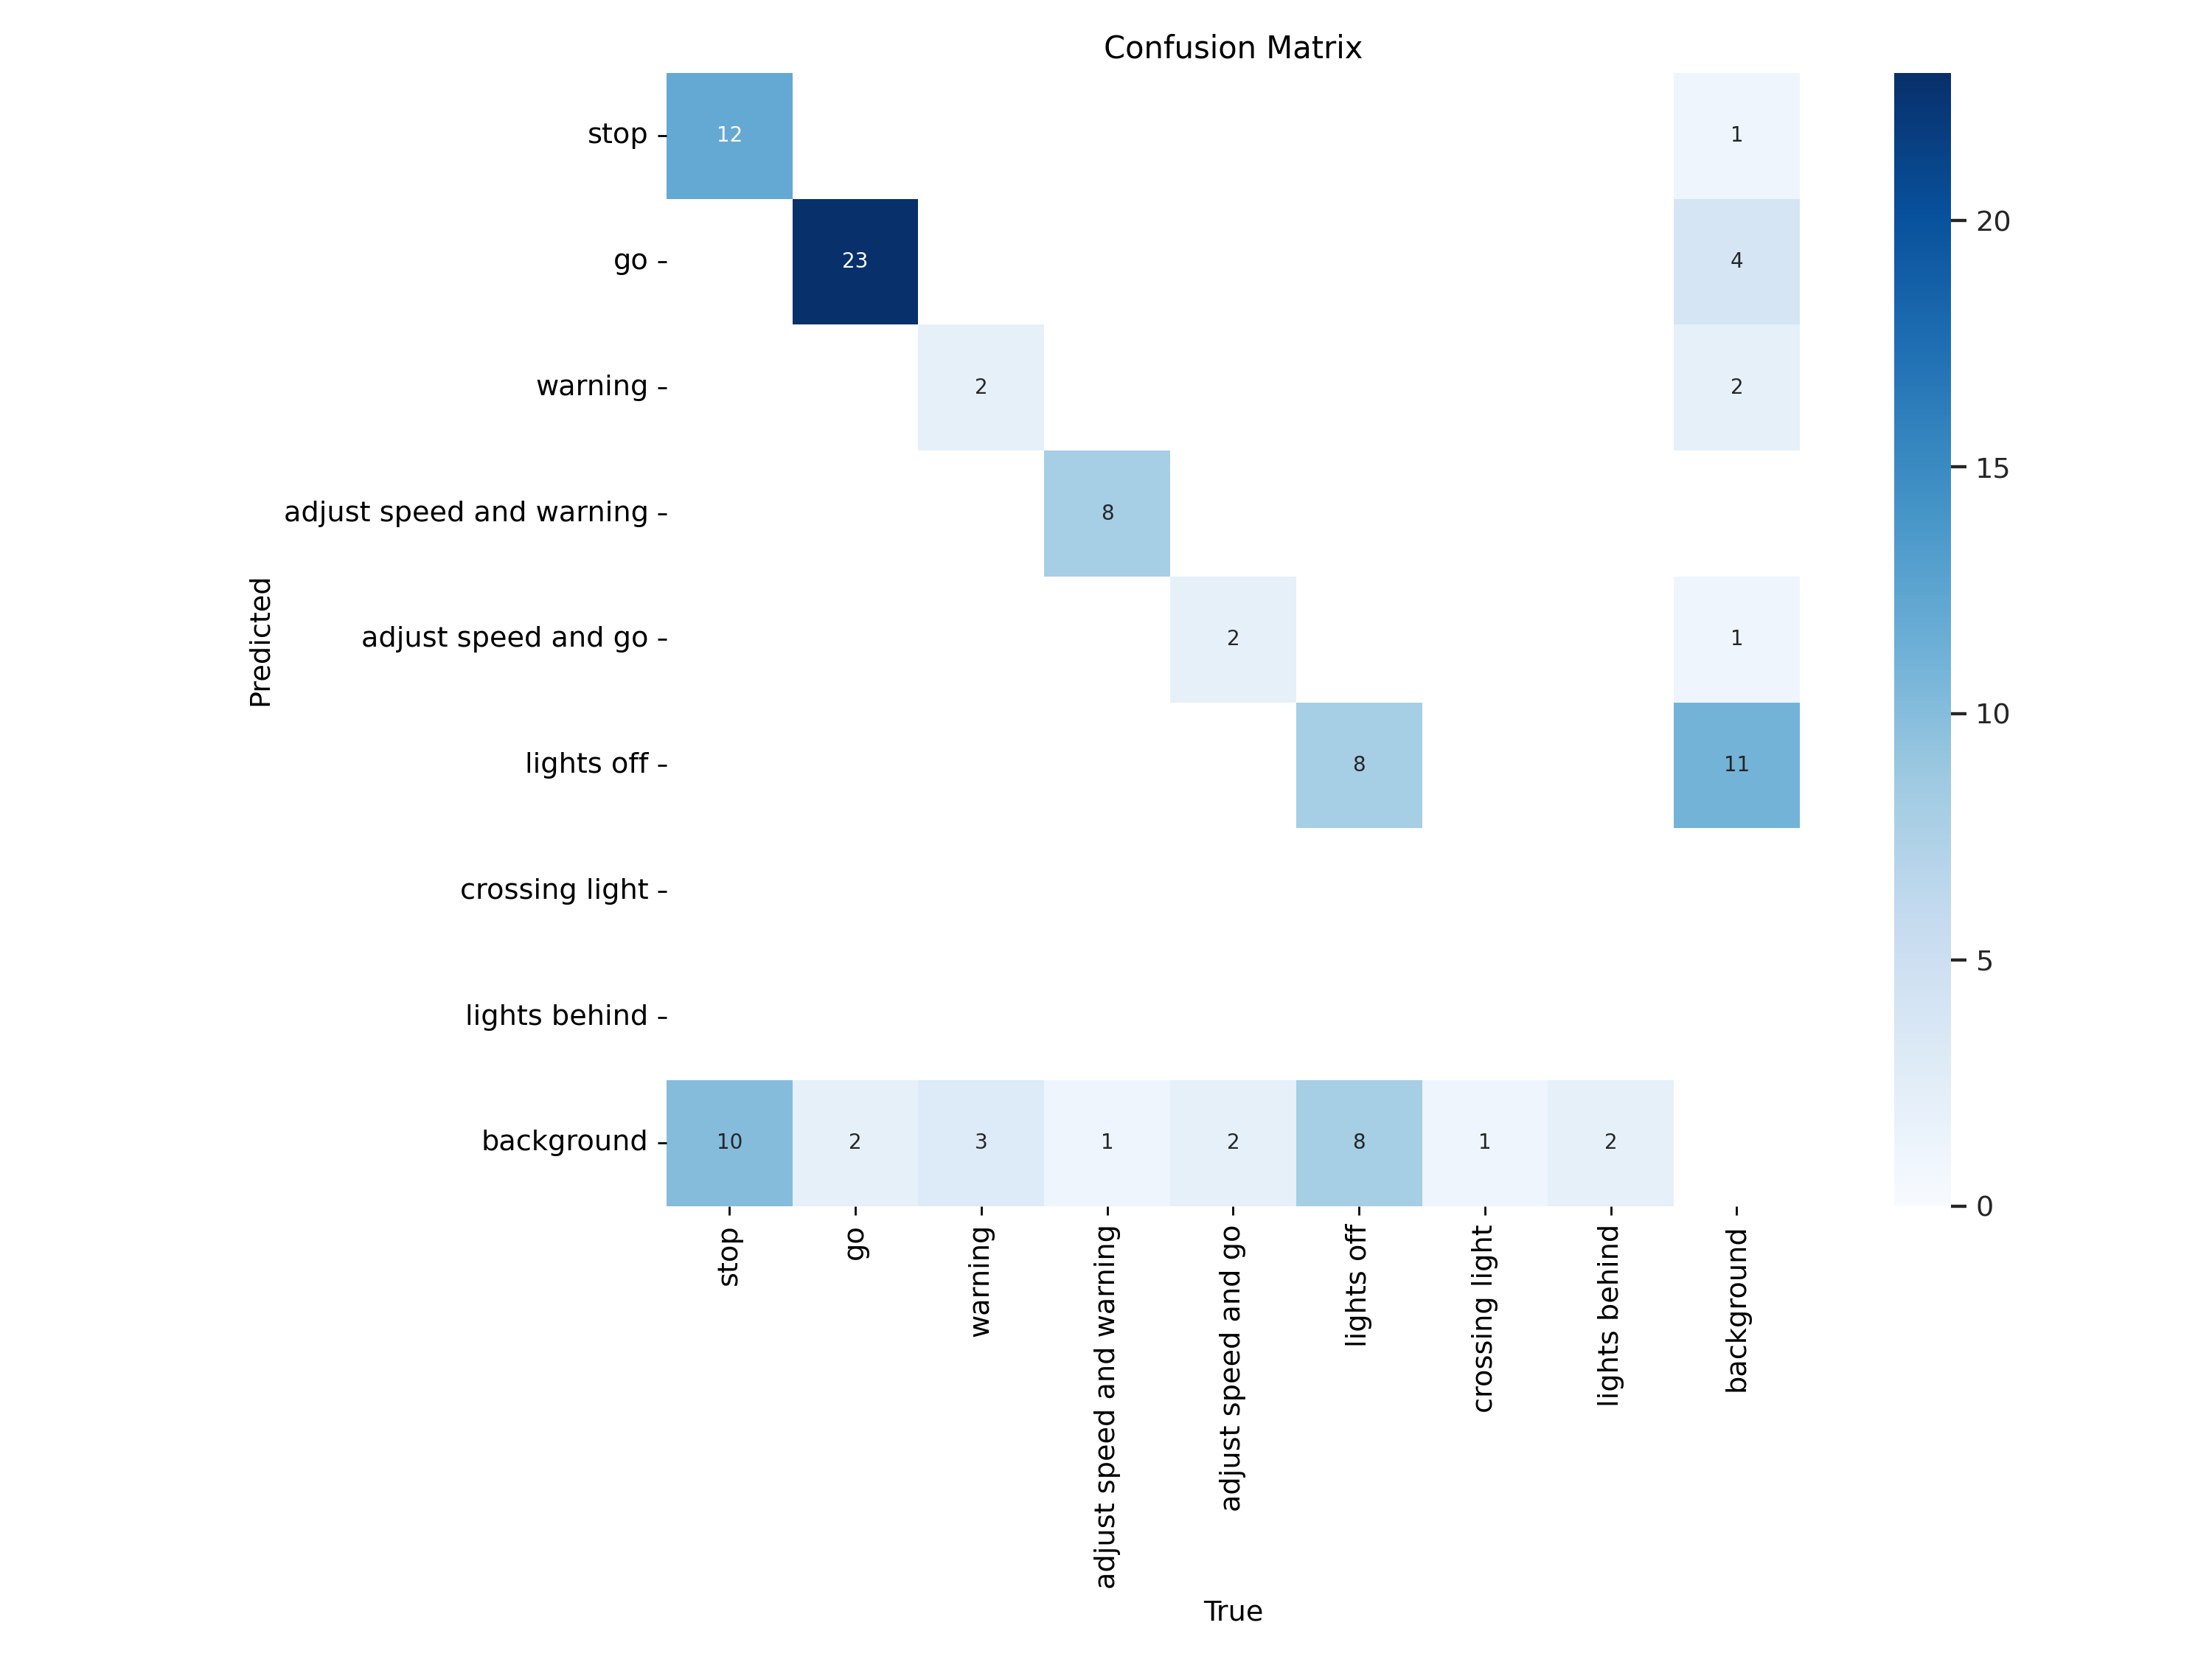 Confusion Matrix
stop 12 1
go 23 4
warning 2 2
adjust speed and warning 8
adjust speed and go 2 1
lights off 8 11
crossing light
lights behind
background 10 2 3 1 2 8 1 2
Predicted
stop
go
warning
adjust speed and warning
adjust speed and go
lights off
crossing light
lights behind
background
True
20
15
10
5
0